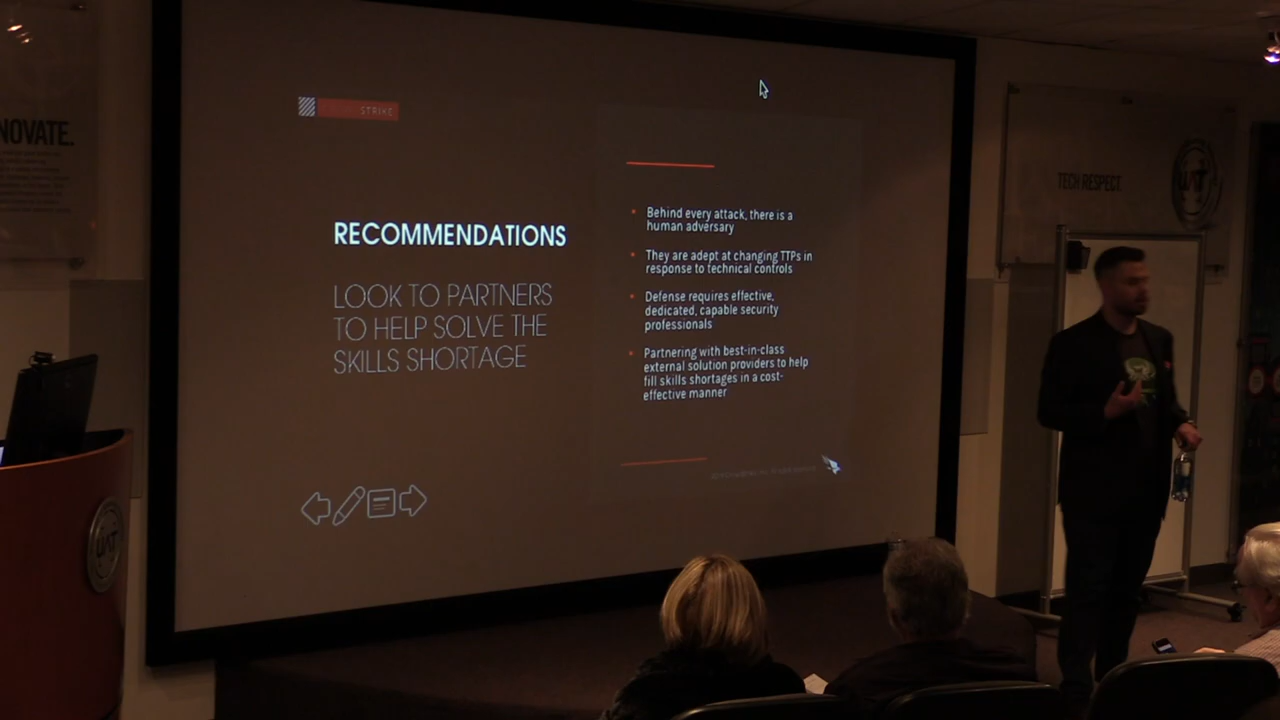 NOVATE.
STRIKE
RECOMMENDATIONS
LOOK TO PARTNERS
TO HELP SOLVE THE
SKILLS SHORTAGE
Behind every attack, there is a
human adversary
They are adept at changing TTPs in
response to technical controls
Defense requires effective,
dedicated, capable security
professionals
Partnering with best-in-class
external solution providers to help
fill skills shortages in a cost-
effective manner
TECH RESPECT.
UAT
UAT